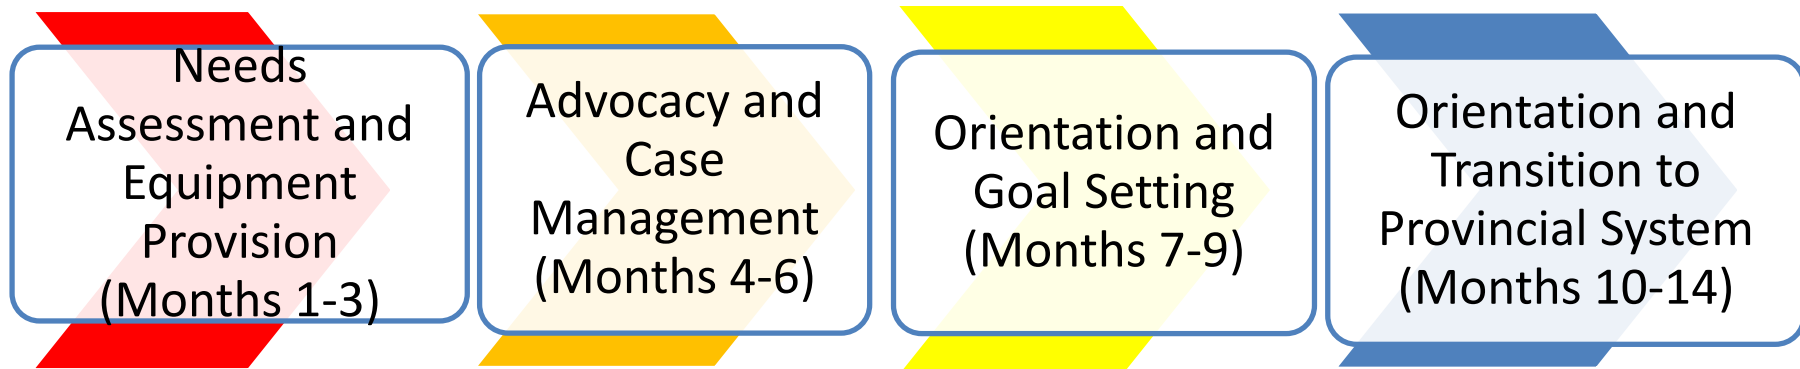 Needs
Assessment and
Equipment
Provision
(Months 1-3)
Advocacy and
Case
Management
(Months 4-6)
Orientation and
Goal Setting
(Months 7-9)
Orientation and
Transition to
Provincial System
(Months 10-14)